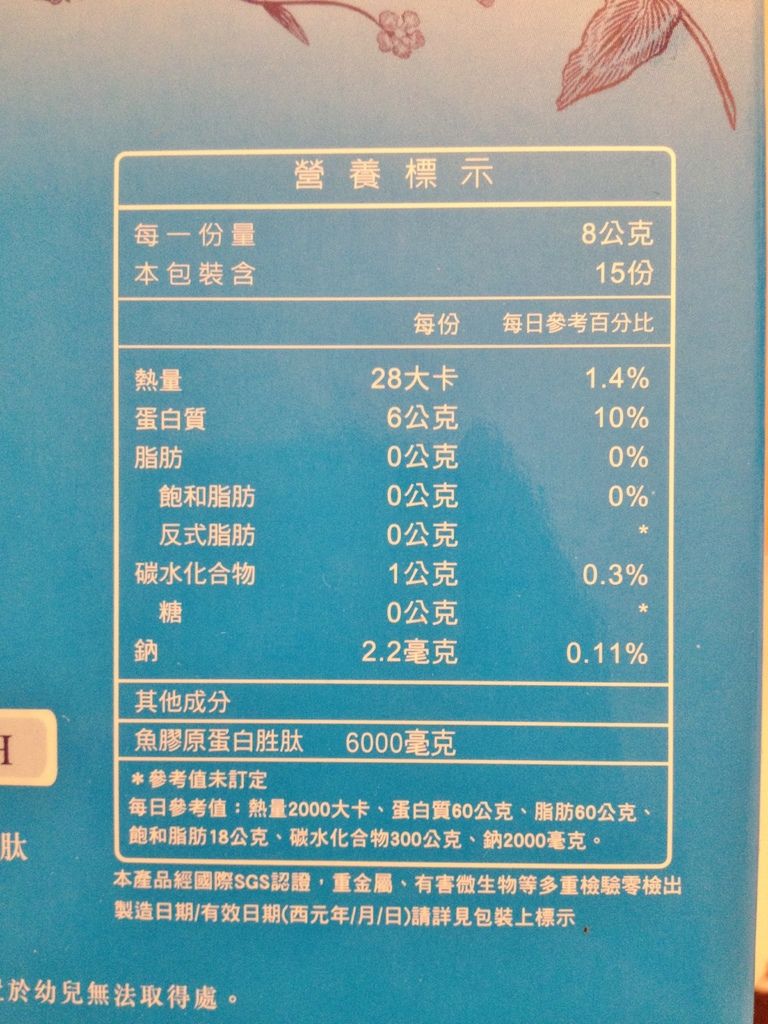 營養標示
每一份量 8公克
本包裝含 15份
每份 每日參考百分比
熱量 28大卡 1.4%
蛋白質 6公克 10%
脂肪 0公克 0%
飽和脂肪 0公克 0%
反式脂肪 0公克 *
碳水化合物 1公克 0.3%
糖 0公克 *
鈉 2.2毫克 0.11%
其他成分
魚膠原蛋白胜肽 6000毫克
*參考值未訂定
每日參考值：熱量2000大卡、蛋白質60公克、脂肪60公克、
飽和脂肪18公克、碳水化合物300公克、鈉2000毫克。
H
肽
本產品經國際SGS認證，重金屬、有害微生物等多重檢驗零檢出
製造日期/有效日期(西元年/月/日)請詳見包裝上標示
於幼兒無法取得處。